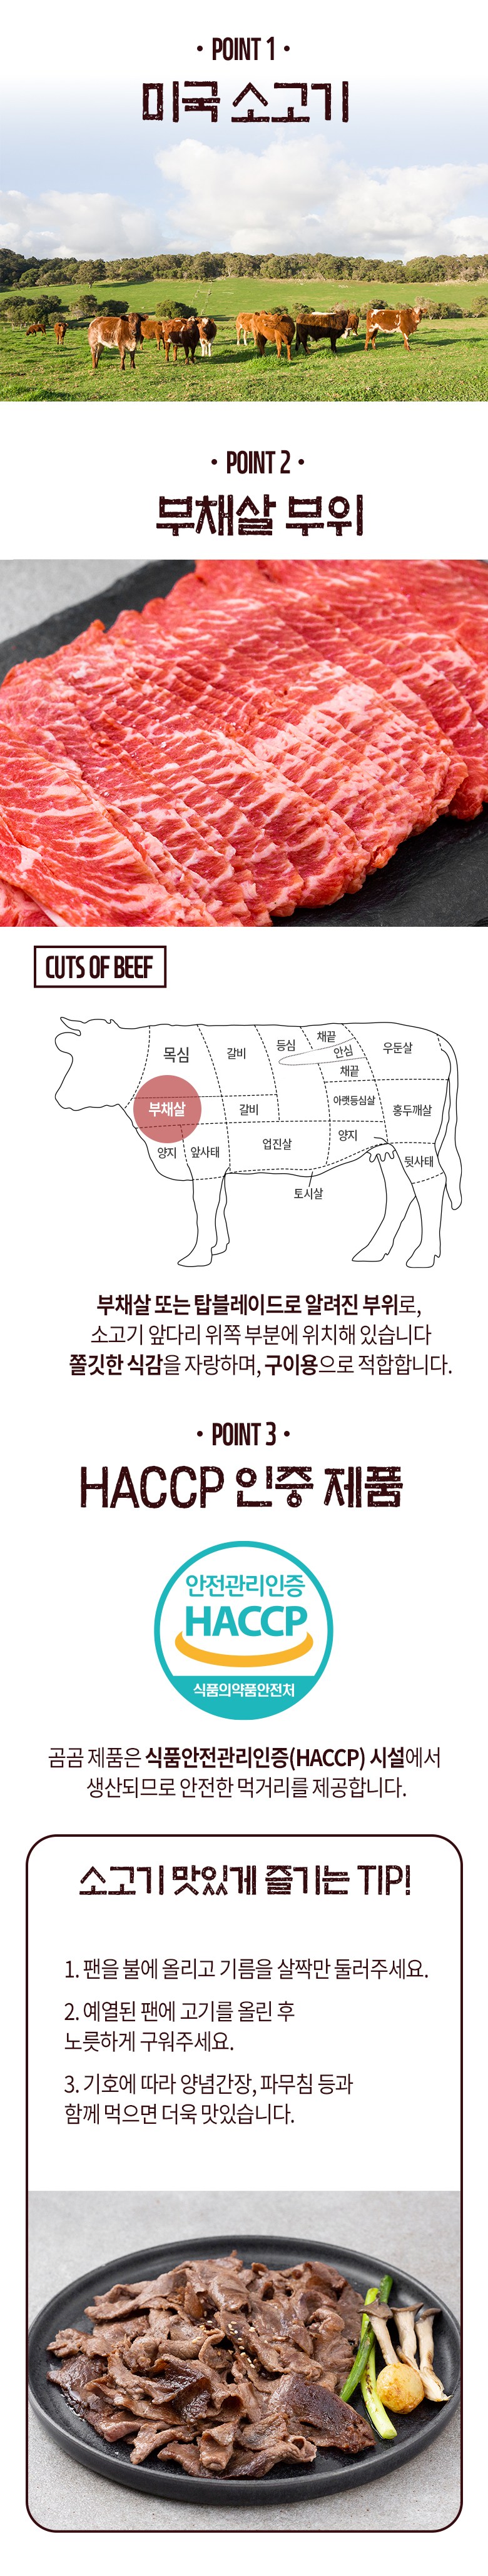 • POINT 1 •
미국 소고기
• POINT 2 •
부채살 부위
CUTS OF BEEF
목심
갈비
등심
채끝
안심
채끝
우둔살
부채살
갈비
아랫등심살
홍두깨살
양지
앞사태
업진살
양지
뒷사태
토시살
부채살 또는 탑블레이드로 알려진 부위로,
소고기 앞다리 위쪽 부분에 위치해 있습니다
쫄깃한 식감을 자랑하며, 구이용으로 적합합니다.
• POINT 3 •
HACCP 인증 제품
안전관리인증
HACCP
식품의약품안전처
곰곰 제품은 식품안전관리인증(HACCP) 시설에서
생산되므로 안전한 먹거리를 제공합니다.
소고기 맛있게 즐기는 TIP!
1. 팬을 불에 올리고 기름을 살짝만 둘러주세요.
2. 예열된 팬에 고기를 올린 후
노릇하게 구워주세요.
3. 기호에 따라 양념간장, 파무침 등과
함께 먹으면 더욱 맛있습니다.